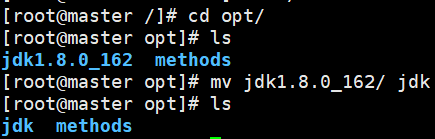 [root@master /]# cd opt/
[root@master opt]# ls
jdk1.8.0_162  methods
[root@master opt]# mv jdk1.8.0_162/ jdk
[root@master opt]# ls
jdk  methods